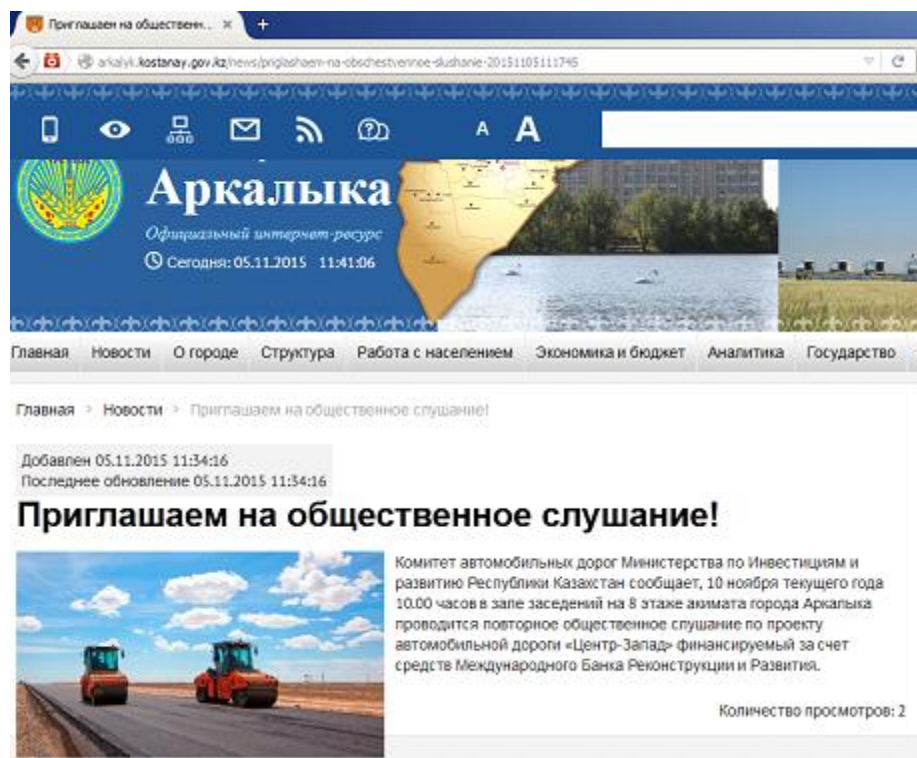 Приглашаем на общественн...
arkalyk.kostanay.gov.kz/news/priglashaem-na-obschestvennoe-slushanie-20151105111745
A A
Аркалыка
Официальный интернет-ресурс
Сегодня: 05.11.2015 11:41:06
Главная Новости О городе Структура Работа с населением Экономика и бюджет Аналитика Государство
Главная > Новости > Приглашаем на общественное слушание!
Добавлен 05.11.2015 11:34:16
Последнее обновление 05.11.2015 11:34:16
Приглашаем на общественное слушание!
Комитет автомобильных дорог Министерства по Инвестициям и
развитию Республики Казахстан сообщает, 10 ноября текущего года
10.00 часов в зале заседений на 8 этаже акимата города Аркалыка
проводится повторное общественное слушание по проекту
автомобильной дороги «Центр-Запад» финансируемый за счет
средств Международного Банка Реконструкции и Развития.
Количество просмотров: 2